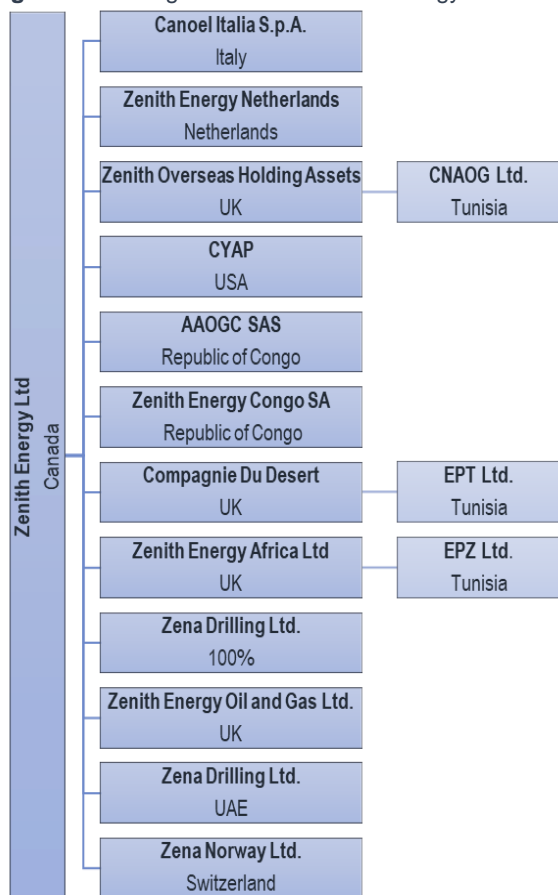 Zenith Energy Ltd
Canada
Canoel Italia S.p.A.
Italy
Zenith Energy Netherlands
Netherlands
Zenith Overseas Holding Assets
UK
CNAOG Ltd.
Tunisia
CYAP
USA
AAOGC SAS
Republic of Congo
Zenith Energy Congo SA
Republic of Congo
Compagnie Du Desert
UK
EPT Ltd.
Tunisia
Zenith Energy Africa Ltd
UK
EPZ Ltd.
Tunisia
Zena Drilling Ltd.
100%
Zenith Energy Oil and Gas Ltd.
UK
Zena Drilling Ltd.
UAE
Zena Norway Ltd.
Switzerland